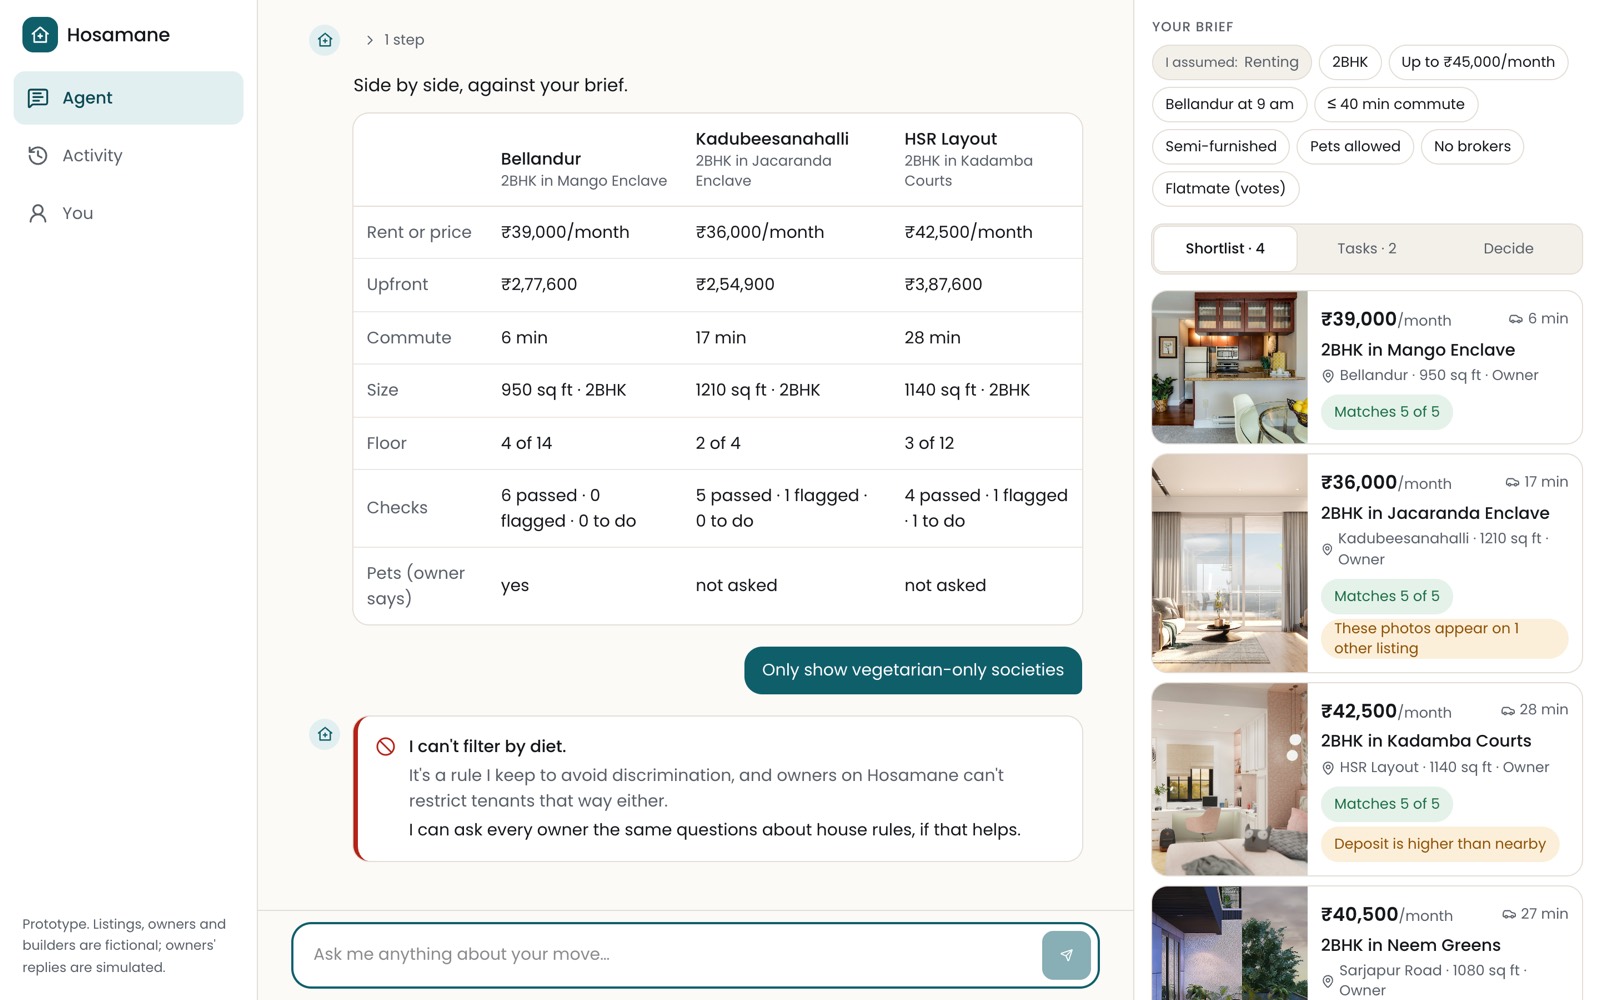 Hosamane
Agent
Activity
You
Prototype. Listings, owners and
builders are fictional; owners'
replies are simulated.
1 step
Side by side, against your brief.
Bellandur
2BHK in Mango Enclave
Kadubeesanahalli
2BHK in Jacaranda
Enclave
HSR Layout
2BHK in Kadamba
Courts
Rent or price ₹39,000/month ₹36,000/month ₹42,500/month
Upfront ₹2,77,600 ₹2,54,900 ₹3,87,600
Commute 6 min 17 min 28 min
Size 950 sq ft · 2BHK 1210 sq ft · 2BHK 1140 sq ft · 2BHK
Floor 4 of 14 2 of 4 3 of 12
Checks
6 passed · 0
flagged · 0 to do
5 passed · 1 flagged ·
0 to do
4 passed · 1 flagged
· 1 to do
Pets (owner
says)
yes not asked not asked
Only show vegetarian-only societies
I can't filter by diet.
It's a rule I keep to avoid discrimination, and owners on Hosamane can't
restrict tenants that way either.
I can ask every owner the same questions about house rules, if that helps.
Ask me anything about your move...
YOUR BRIEF
I assumed: Renting 2BHK Up to ₹45,000/month
Bellandur at 9 am ≤ 40 min commute
Semi-furnished Pets allowed No brokers
Flatmate (votes)
Shortlist · 4 Tasks · 2 Decide
₹39,000/month 6 min
2BHK in Mango Enclave
Bellandur · 950 sq ft · Owner
Matches 5 of 5
₹36,000/month 17 min
2BHK in Jacaranda Enclave
Kadubeesanahalli · 1210 sq ft ·
Owner
Matches 5 of 5
These photos appear on 1
other listing
₹42,500/month 28 min
2BHK in Kadamba Courts
HSR Layout · 1140 sq ft · Owner
Matches 5 of 5
Deposit is higher than nearby
₹40,500/month 27 min
2BHK in Neem Greens
Sarjapur Road · 1080 sq ft ·
Owner